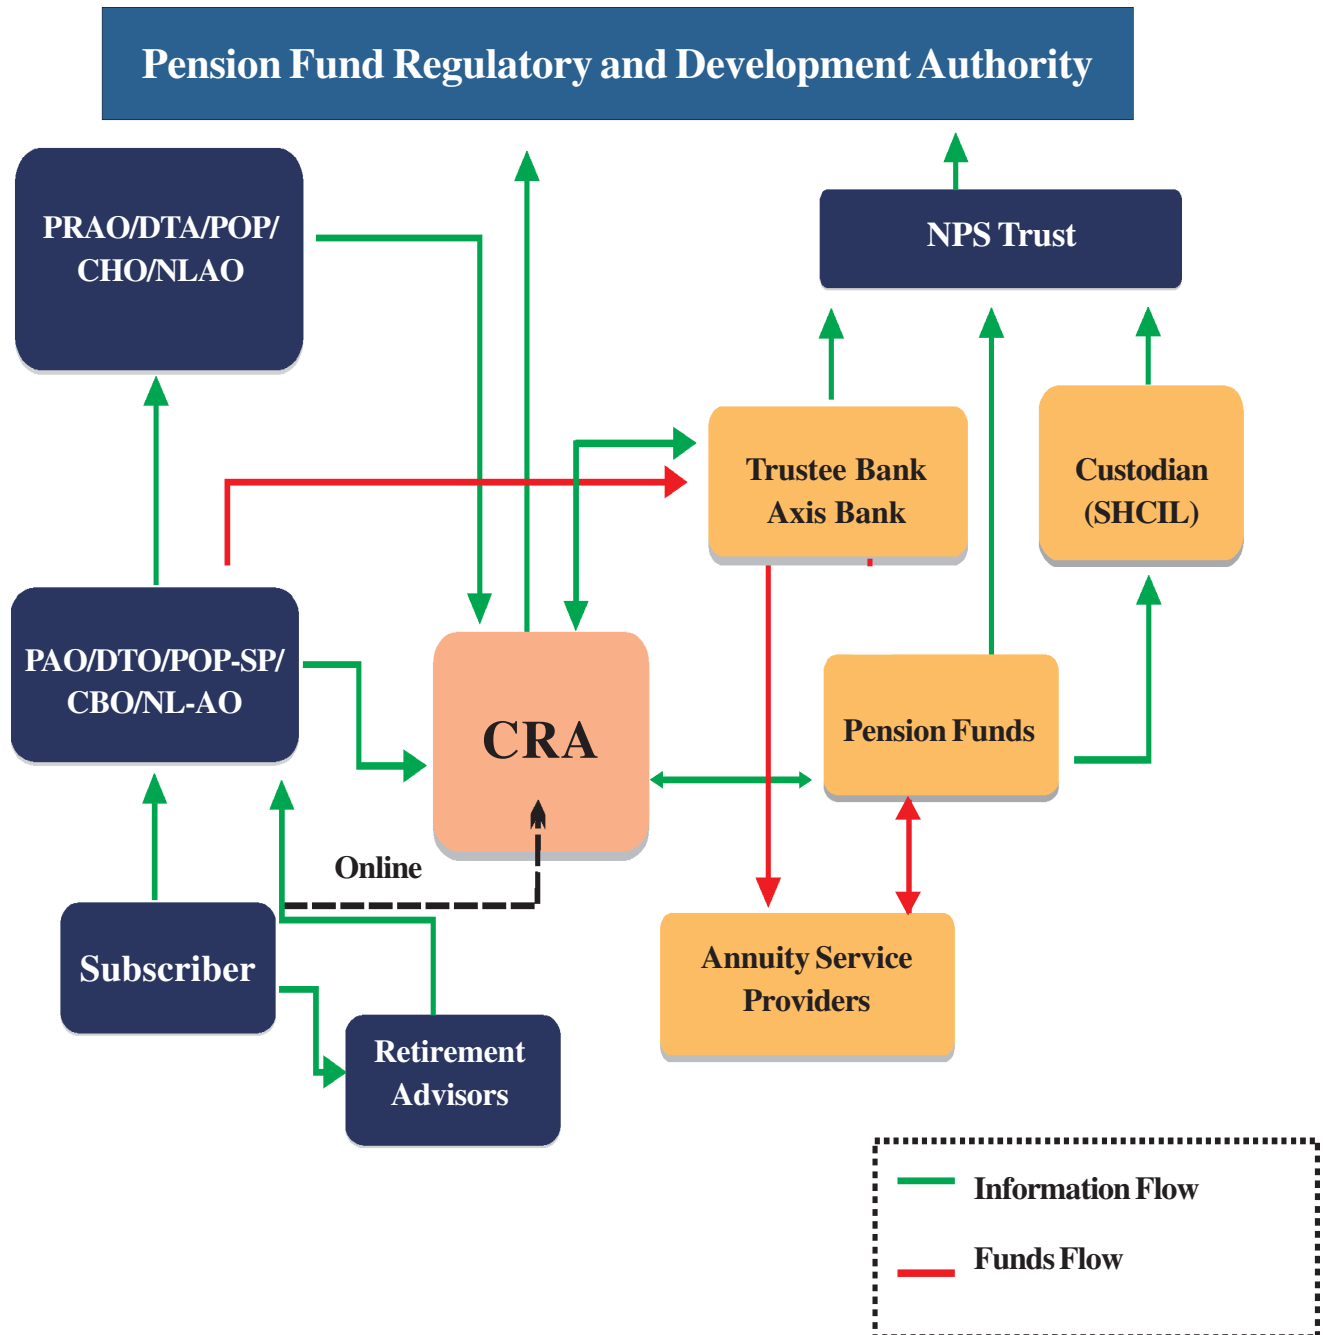 Pension Fund Regulatory and Development Authority
PRAO/DTA/POP/
CHO/NLAO
NPS Trust
Trustee Bank
Axis Bank
Custodian
(SHCIL)
PAO/DTO/POP-SP/
CBO/NL-AO
CRA
Pension Funds
Online
Subscriber
Annuity Service
Providers
Retirement
Advisors
Information Flow
Funds Flow